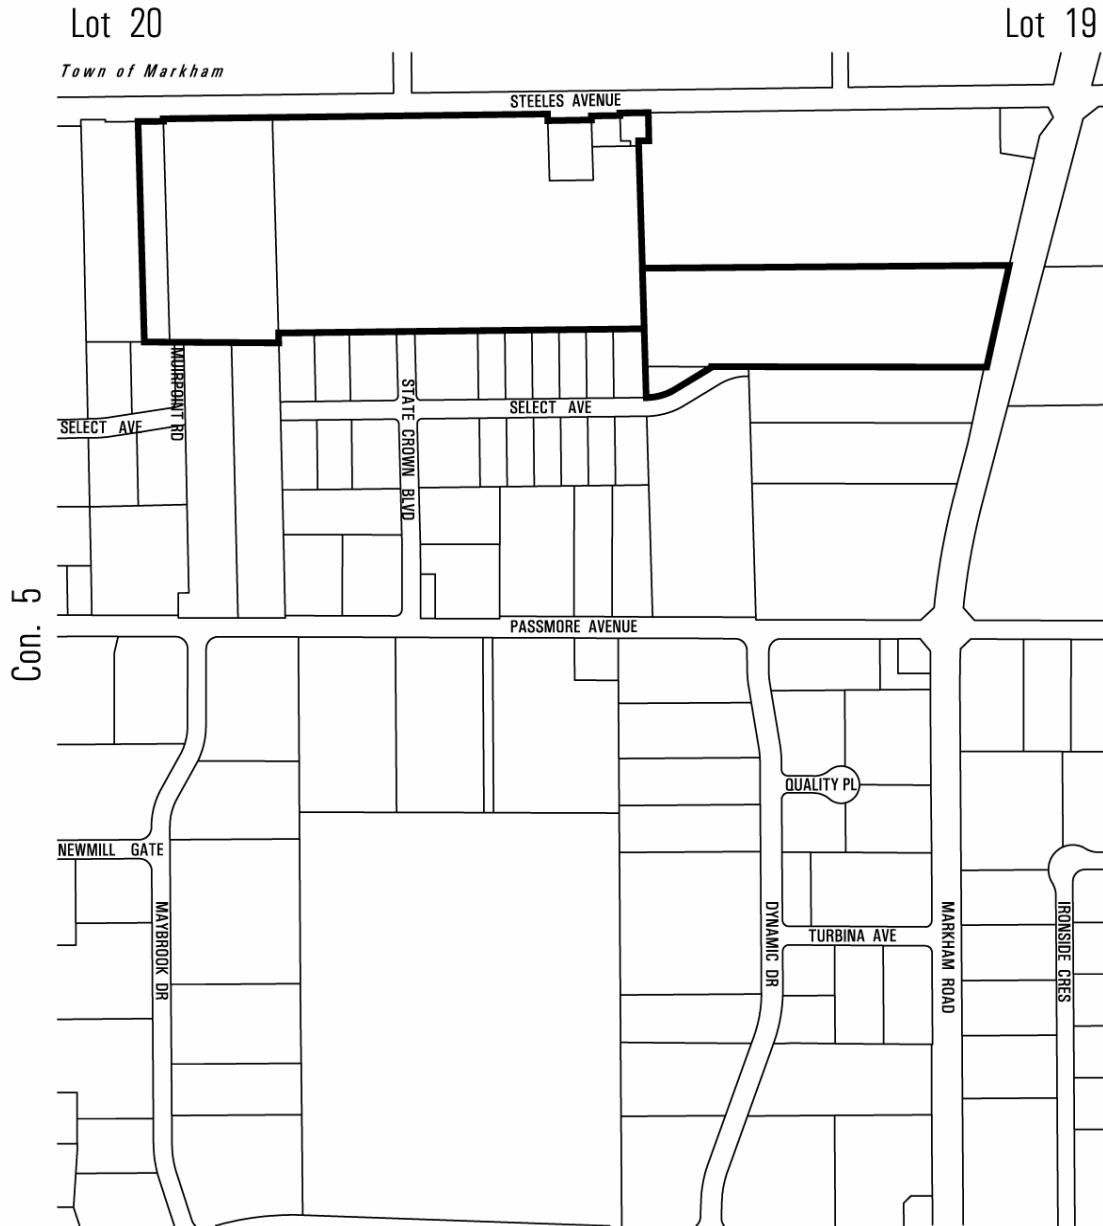 Lot 20
Lot 19
Town of Markham
STEELES AVENUE
MUIRPOINT RD
STATE CROWN BLVD
SELECT AVE
SELECT AVE
Con. 5
PASSMORE AVENUE
QUALITY PL
NEWMILL GATE
MAYBROOK DR
DYNAMIC DR
TURBINA AVE
MARKHAM ROAD
IRONSIDE CRES